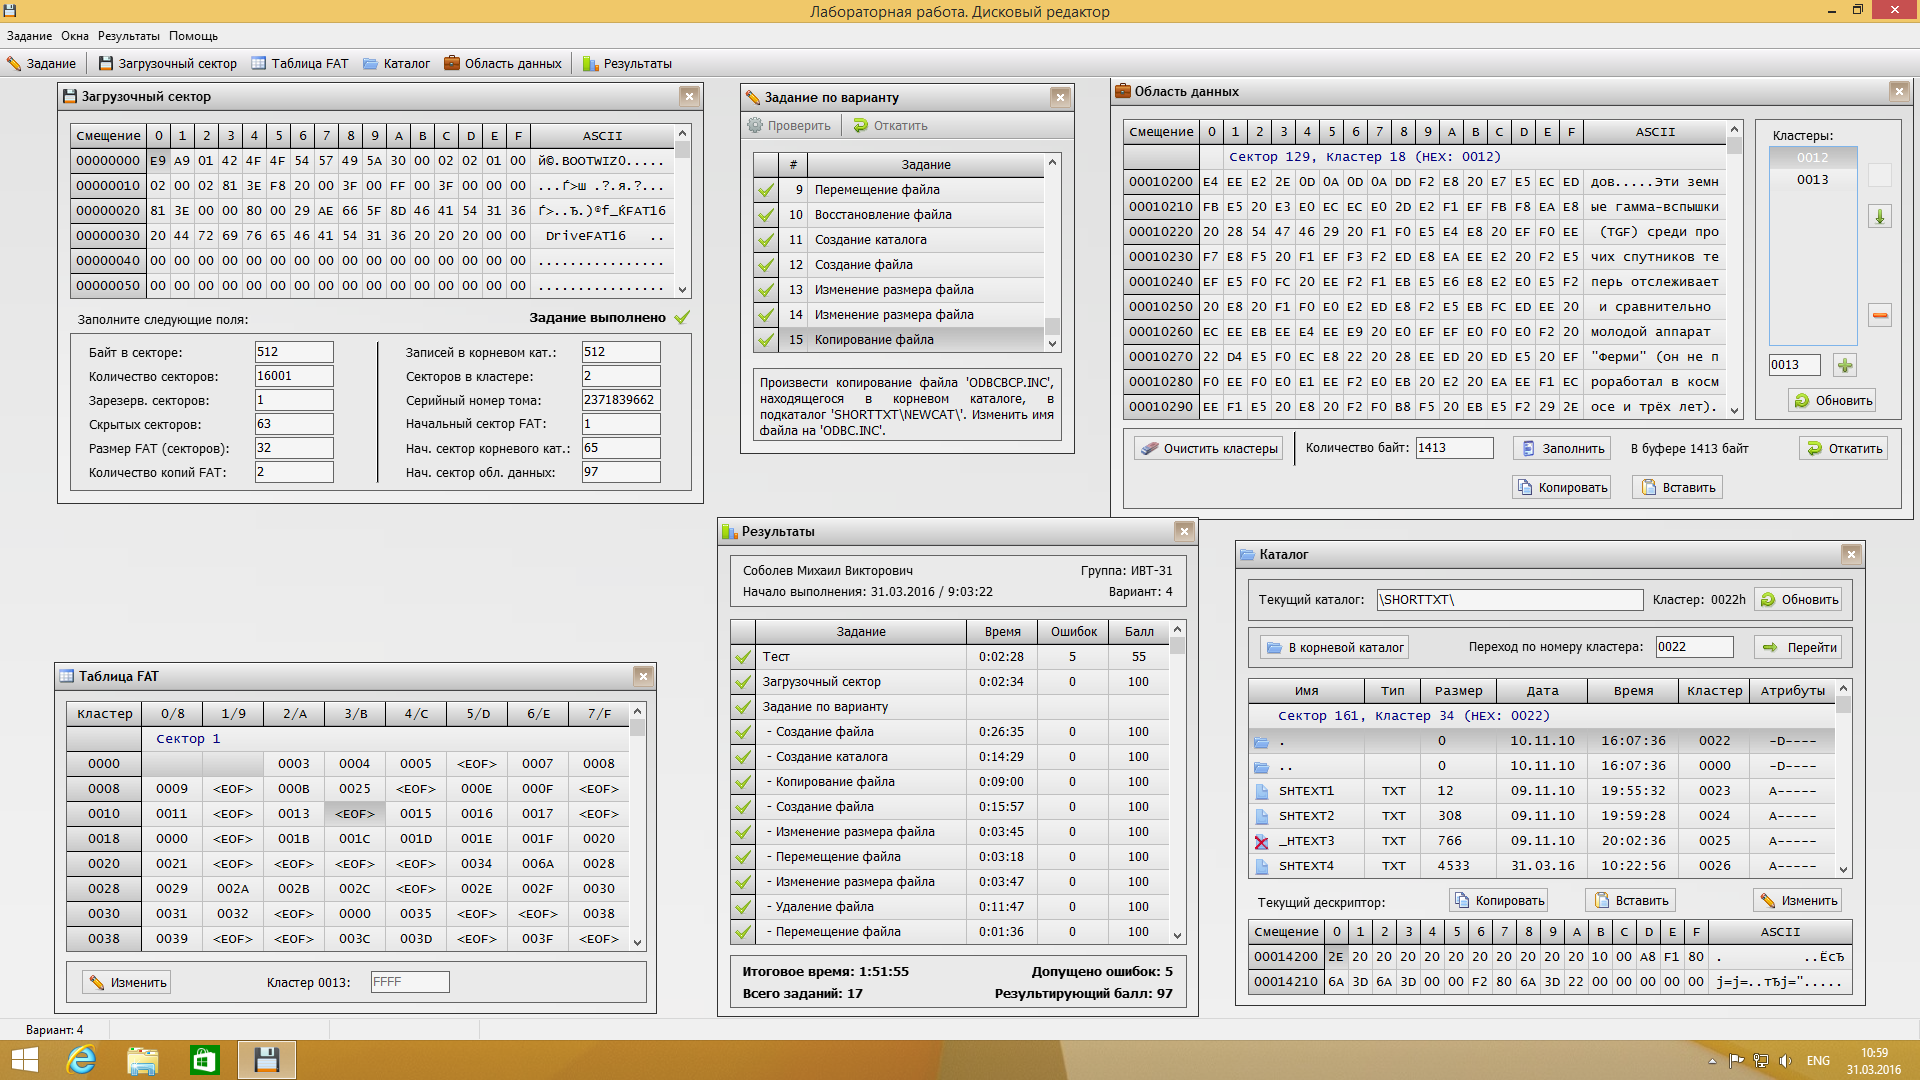 Лабораторная работа. Дисковый редактор
Задание Окна Результаты Помощь
Задание Загрузочный сектор Таблица FAT Каталог Область данных Результаты
Загрузочный сектор
Смещение 0 1 2 3 4 5 6 7 8 9 A B C D E F ASCII
00000000 E9 A9 01 42 4F 4F 54 57 49 5A 30 00 02 02 01 00 й©.BOOTWIZ0.....
00000010 02 00 02 81 3E F8 20 00 3F 00 FF 00 3F 00 00 00 ...Ѓ>ш .?.я.?...
00000020 81 3E 00 00 80 00 29 AE 66 5F 8D 46 41 54 31 36 Ѓ>..Ђ.)®f_ЌFAT16
00000030 20 44 72 69 76 65 46 41 54 31 36 20 20 20 00 00 DriveFAT16 ..
00000040 00 00 00 00 00 00 00 00 00 00 00 00 00 00 00 00 ................
00000050 00 00 00 00 00 00 00 00 00 00 00 00 00 00 00 00 ................
Заполните следующие поля: Задание выполнено
Байт в секторе: 512 Записей в корневом кат.: 512
Количество секторов: 16001 Секторов в кластере: 2
Зарезерв. секторов: 1 Серийный номер тома: 2371839662
Скрытых секторов: 63 Начальный сектор FAT: 1
Размер FAT (секторов): 32 Нач. сектор корневого кат.: 65
Количество копий FAT: 2 Нач. сектор обл. данных: 97
Задание по варианту
Проверить Откатить
# Задание
9 Перемещение файла
10 Восстановление файла
11 Создание каталога
12 Создание файла
13 Изменение размера файла
14 Изменение размера файла
15 Копирование файла
Произвести копирование файла 'ODBCBCP.INC',
находящегося в корневом каталоге, в
подкаталог 'SHORTTXT\NEWCAT\'. Изменить имя
файла на 'ODBC.INC'.
Область данных
Смещение 0 1 2 3 4 5 6 7 8 9 A B C D E F ASCII
Сектор 129, Кластер 18 (HEX: 0012)
00010200 E4 EE E2 2E 0D 0A 0D 0A DD F2 E8 20 E7 E5 EC ED дов.....Эти земн
00010210 FB E5 20 E3 E0 EC EC E0 2D E2 F1 EF FB F8 EA E8 ые гамма-вспышки
00010220 20 28 54 47 46 29 20 F1 F0 E5 E4 E8 20 EF F0 EE (TGF) среди про
00010230 F7 E8 F5 20 F1 EF F3 F2 ED E8 EA EE E2 20 F2 E5 чих спутников те
00010240 EF E5 F0 FC 20 EE F2 F1 EB E5 E6 E8 E2 E0 E5 F2 перь отслеживает
00010250 20 E8 20 F1 F0 E0 E2 ED E8 F2 E5 EB FC ED EE 20 и сравнительно
00010260 EC EE EB EE E4 EE E9 20 E0 EF EF E0 F0 E0 F2 20 молодой аппарат
00010270 22 D4 E5 F0 EC E8 22 20 28 EE ED 20 ED E5 20 EF "Ферми" (он не п
00010280 F0 EE F0 E0 E1 EE F2 E0 EB 20 E2 20 EA EE F1 EC роработал в косм
00010290 EE F1 E5 20 E8 20 F2 F0 B8 F5 20 EB E5 F2 29 2E осе и трёх лет).
Кластеры:
0012
0013
0013
Обновить
Очистить кластеры Количество байт: 1413 Заполнить В буфере 1413 байт Откатить
Копировать Вставить
Результаты
Соболев Михаил Викторович Группа: ИВТ-31
Начало выполнения: 31.03.2016 / 9:03:22 Вариант: 4
Задание Время Ошибок Балл
Тест 0:02:28 5 55
Загрузочный сектор 0:02:34 0 100
Задание по варианту
- Создание файла 0:26:35 0 100
- Создание каталога 0:14:29 0 100
- Копирование файла 0:09:00 0 100
- Создание файла 0:15:57 0 100
- Изменение размера файла 0:03:45 0 100
- Перемещение файла 0:03:18 0 100
- Изменение размера файла 0:03:47 0 100
- Удаление файла 0:11:47 0 100
- Перемещение файла 0:01:36 0 100
Итоговое время: 1:51:55 Допущено ошибок: 5
Всего заданий: 17 Результирующий балл: 97
Каталог
Текущий каталог: \SHORTTXT\ Кластер: 0022h Обновить
В корневой каталог Переход по номеру кластера: 0022 Перейти
Имя Тип Размер Дата Время Кластер Атрибуты
Сектор 161, Кластер 34 (HEX: 0022)
. 0 10.11.10 16:07:36 0022 -D----
.. 0 10.11.10 16:07:36 0000 -D----
SHTEXT1 TXT 12 09.11.10 19:55:32 0023 A-----
SHTEXT2 TXT 308 09.11.10 19:59:28 0024 A-----
_HTEXT3 TXT 766 09.11.10 20:02:36 0025 A-----
SHTEXT4 TXT 4533 31.03.16 10:22:56 0026 A-----
Текущий дескриптор: Копировать Вставить Изменить
Смещение 0 1 2 3 4 5 6 7 8 9 A B C D E F ASCII
00014200 2E 20 20 20 20 20 20 20 20 20 20 10 00 A8 F1 80 . ..ЁсЂ
00014210 6A 3D 6A 3D 00 00 F2 80 6A 3D 22 00 00 00 00 00 j=j=..тЂj=".....
Таблица FAT
Кластер 0/8 1/9 2/A 3/B 4/C 5/D 6/E 7/F
Сектор 1
0000 0003 0004 0005 <EOF> 0007 0008
0008 0009 <EOF> 000B 0025 <EOF> 000E 000F <EOF>
0010 0011 <EOF> 0013 <EOF> 0015 0016 0017 <EOF>
0018 0000 <EOF> 001B 001C 001D 001E 001F 0020
0020 0021 <EOF> <EOF> <EOF> <EOF> 0034 006A 0028
0028 0029 002A 002B 002C <EOF> 002E 002F 0030
0030 0031 0032 <EOF> 0000 0035 <EOF> <EOF> 0038
0038 0039 <EOF> <EOF> 003C 003D <EOF> 003F <EOF>
Изменить Кластер 0013: FFFF
Вариант: 4
ENG 10:59
31.03.2016